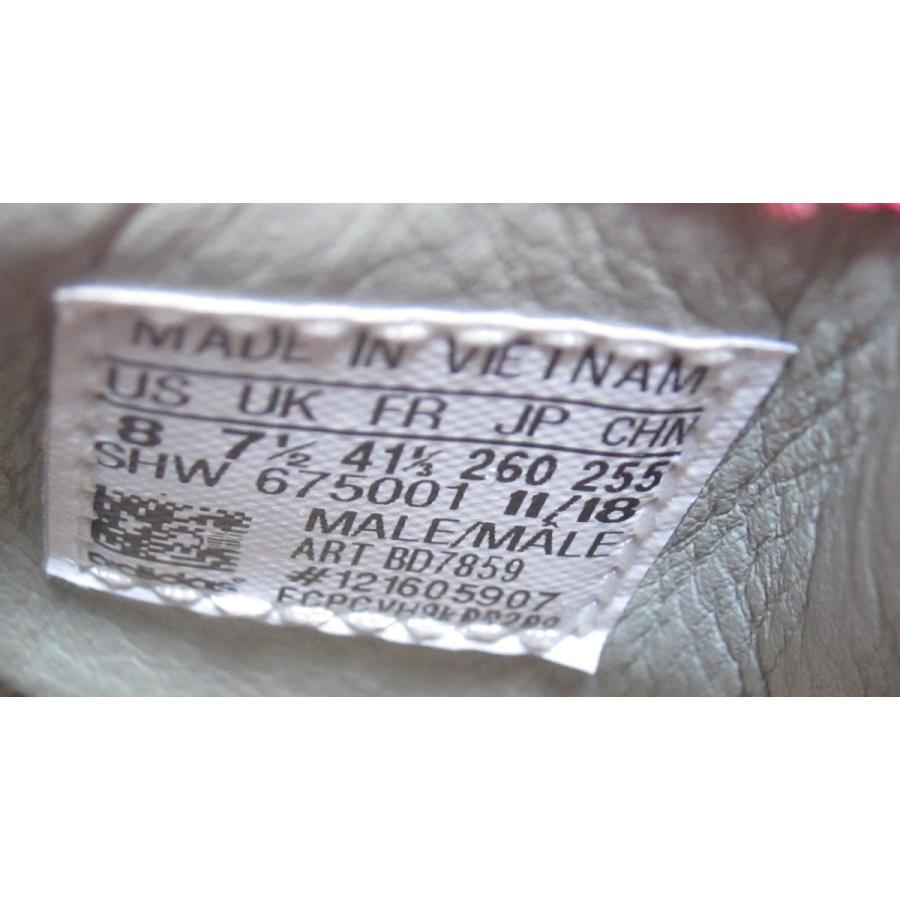 MADE IN VIETNAM
US UK FR JP CHN
8 7½ 41⅓ 260 255
SHW 675001 11/18
MALE/MÂLE
ART BD7859
#121605907